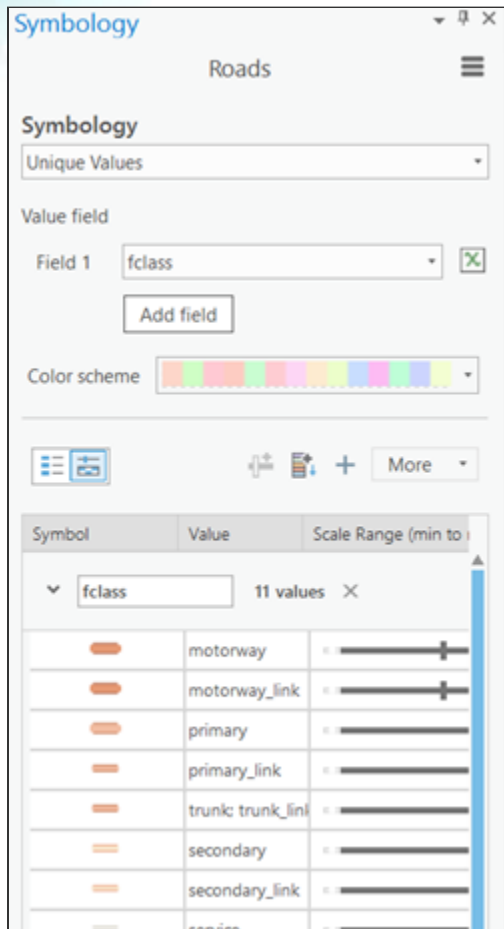 Symbology
Roads
Symbology
Unique Values
Value field
Field 1 fclass
Add field
Color scheme
More
Symbol Value Scale Range (min to
fclass 11 values
motorway
motorway_link
primary
primary_link
trunk; trunk_link
secondary
secondary_link